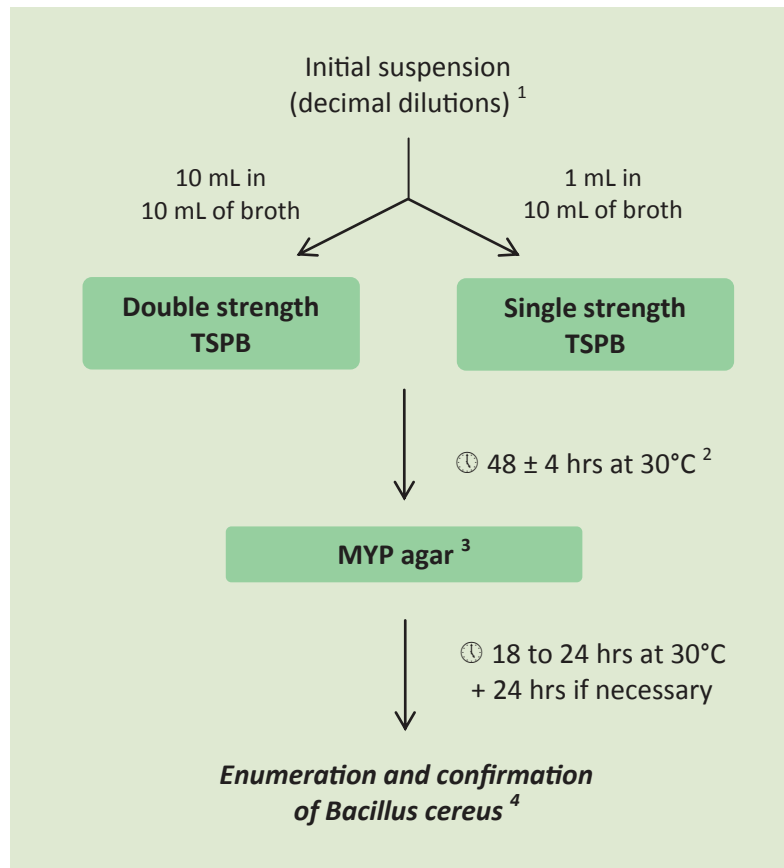 Initial suspension
(decimal dilutions) 1
10 mL in
10 mL of broth
1 mL in
10 mL of broth
Double strength
TSPB
Single strength
TSPB
48 ± 4 hrs at 30°C 2
MYP agar 3
18 to 24 hrs at 30°C
+ 24 hrs if necessary
Enumeration and confirmation
of Bacillus cereus 4